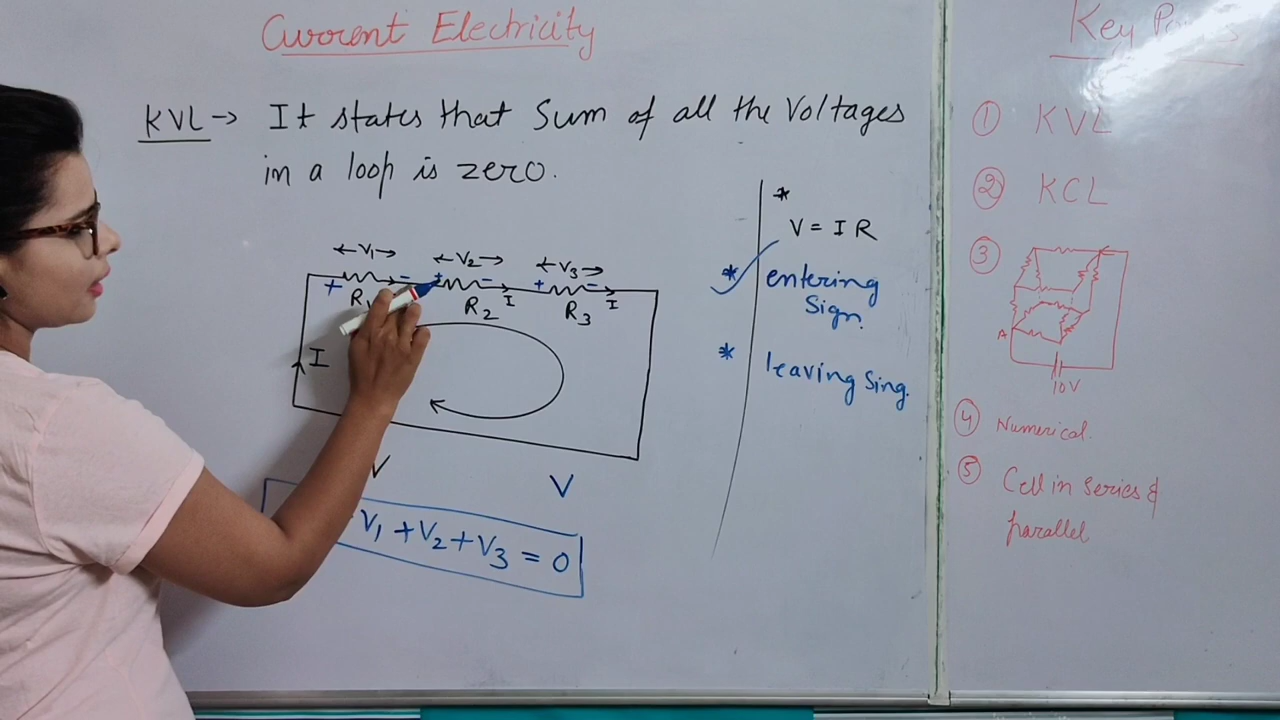 Current Electricity
KVL → It states that Sum of all the Voltages
in a loop is zero.
←V₁→ ←V₂→ ←V₃→
+ - + - + -
R₂ I R₃ I
I
V
V
V₁ + V₂ + V₃ = 0
*
V = IR
* entering
Sign.
* leaving Sing.
Key
① KVL
② KCL
③
A
10V
④ Numerical.
⑤ Cell in Series &
parallel